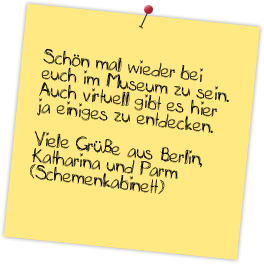 Schön mal wieder bei
euch im Museum zu sein.
Auch virtuell gibt es hier
ja einiges zu entdecken.
Viele Grüße aus Berlin,
Katharina und Parm
(Schemenkabinett)